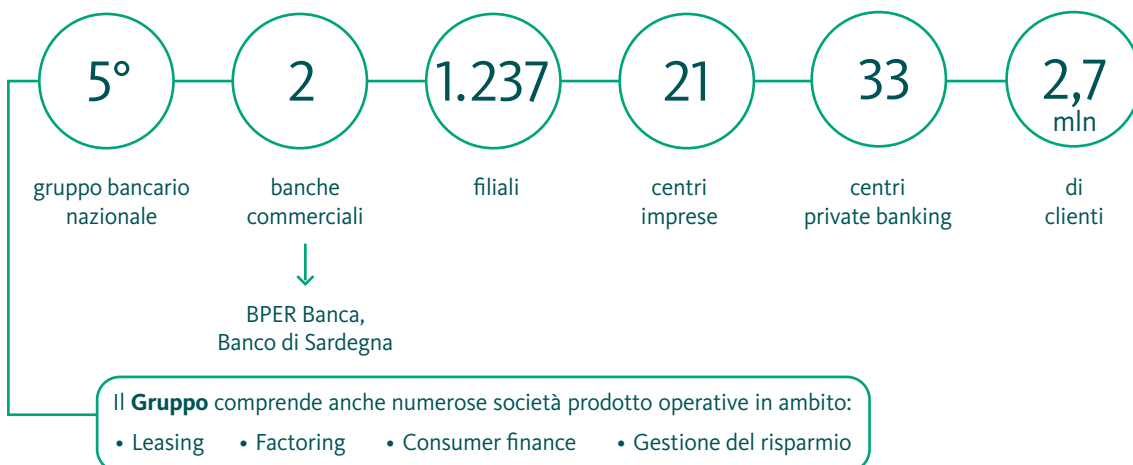 5°
gruppo bancario
nazionale
2
banche
commerciali
BPER Banca,
Banco di Sardegna
1.237
filiali
21
centri
imprese
33
centri
private banking
2,7
mln
di
clienti
Il Gruppo comprende anche numerose società prodotto operative in ambito:
• Leasing • Factoring • Consumer finance • Gestione del risparmio